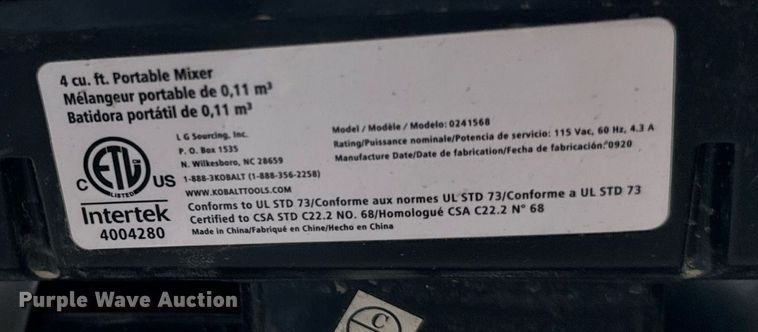 4 cu. ft. Portable Mixer
Mélangeur portable de 0,11 m³
Batidora portátil de 0,11 m³
L G Sourcing, Inc.
P. O. Box 1535
N. Wilkesboro, NC 28659
1-888-3KOBALT (1-888-356-2258)
WWW.KOBALTTOOLS.COM
Model / Modèle / Modelo: 0241568
Rating/Puissance nominale/Potencia de servicio: 115 Vac, 60 Hz, 4.3 A
Manufacture Date/Date de fabrication/Fecha de fabricación: 0920
C ETL US
LISTED
Intertek
4004280
Conforms to UL STD 73/Conforme aux normes UL STD 73/Conforme a UL STD 73
Certified to CSA STD C22.2 NO. 68/Homologué CSA C22.2 N° 68
Made in China/Fabriqué en Chine/Hecho en China
Purple Wave Auction
C